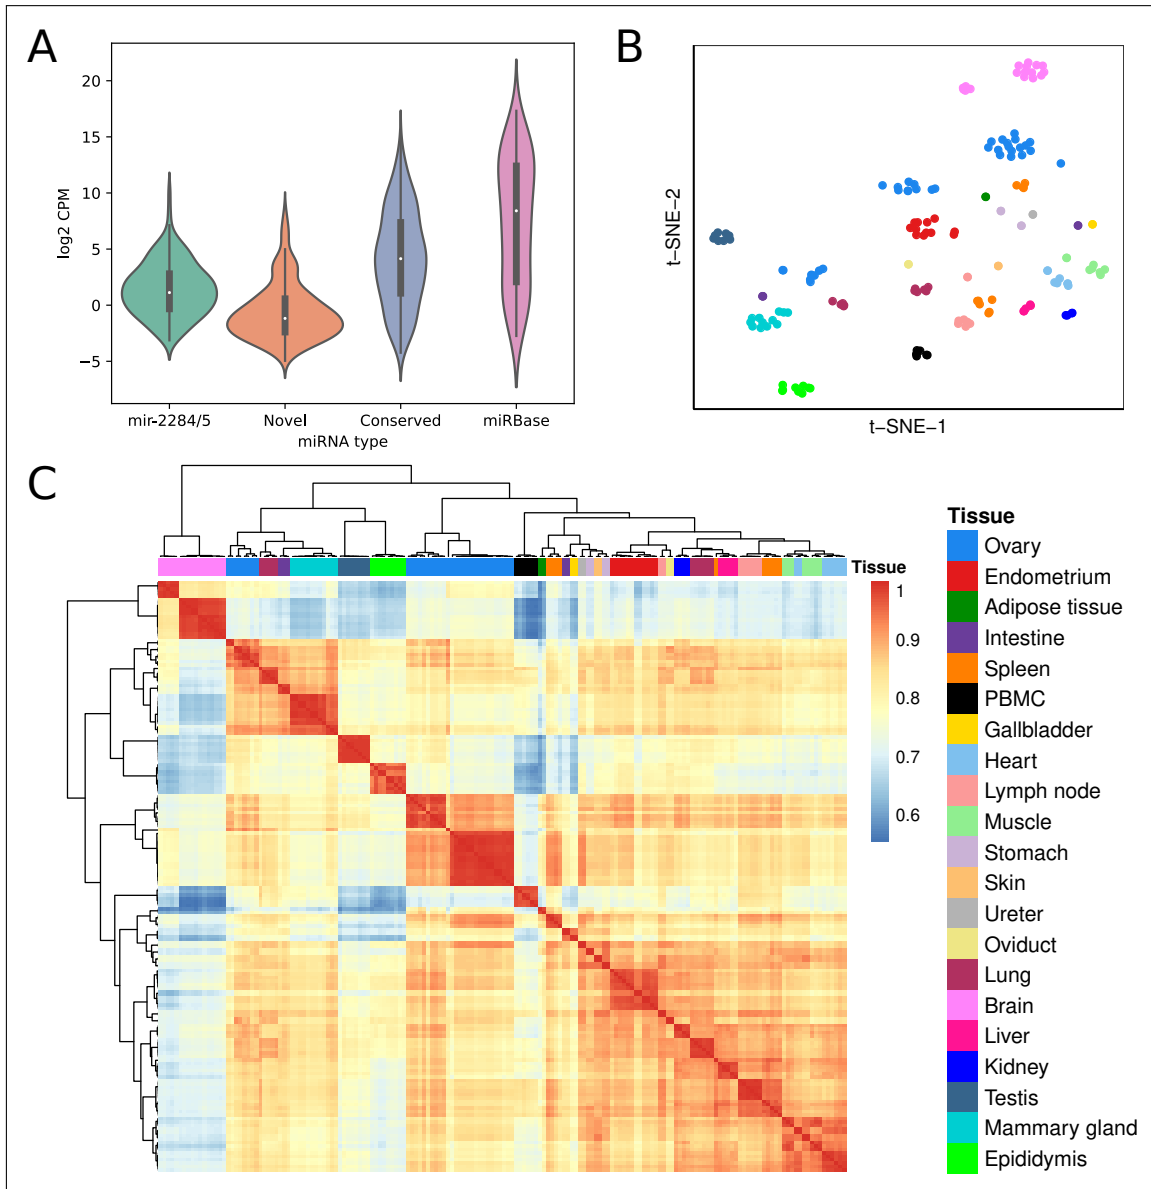 A
20
15
10
5
0
−5
log2 CPM
mir-2284/5 Novel Conserved miRBase
miRNA type
B
t−SNE−2
t−SNE−1
C
Tissue
1
0.9
0.8
0.7
0.6
Tissue
Ovary
Endometrium
Adipose tissue
Intestine
Spleen
PBMC
Gallbladder
Heart
Lymph node
Muscle
Stomach
Skin
Ureter
Oviduct
Lung
Brain
Liver
Kidney
Testis
Mammary gland
Epididymis